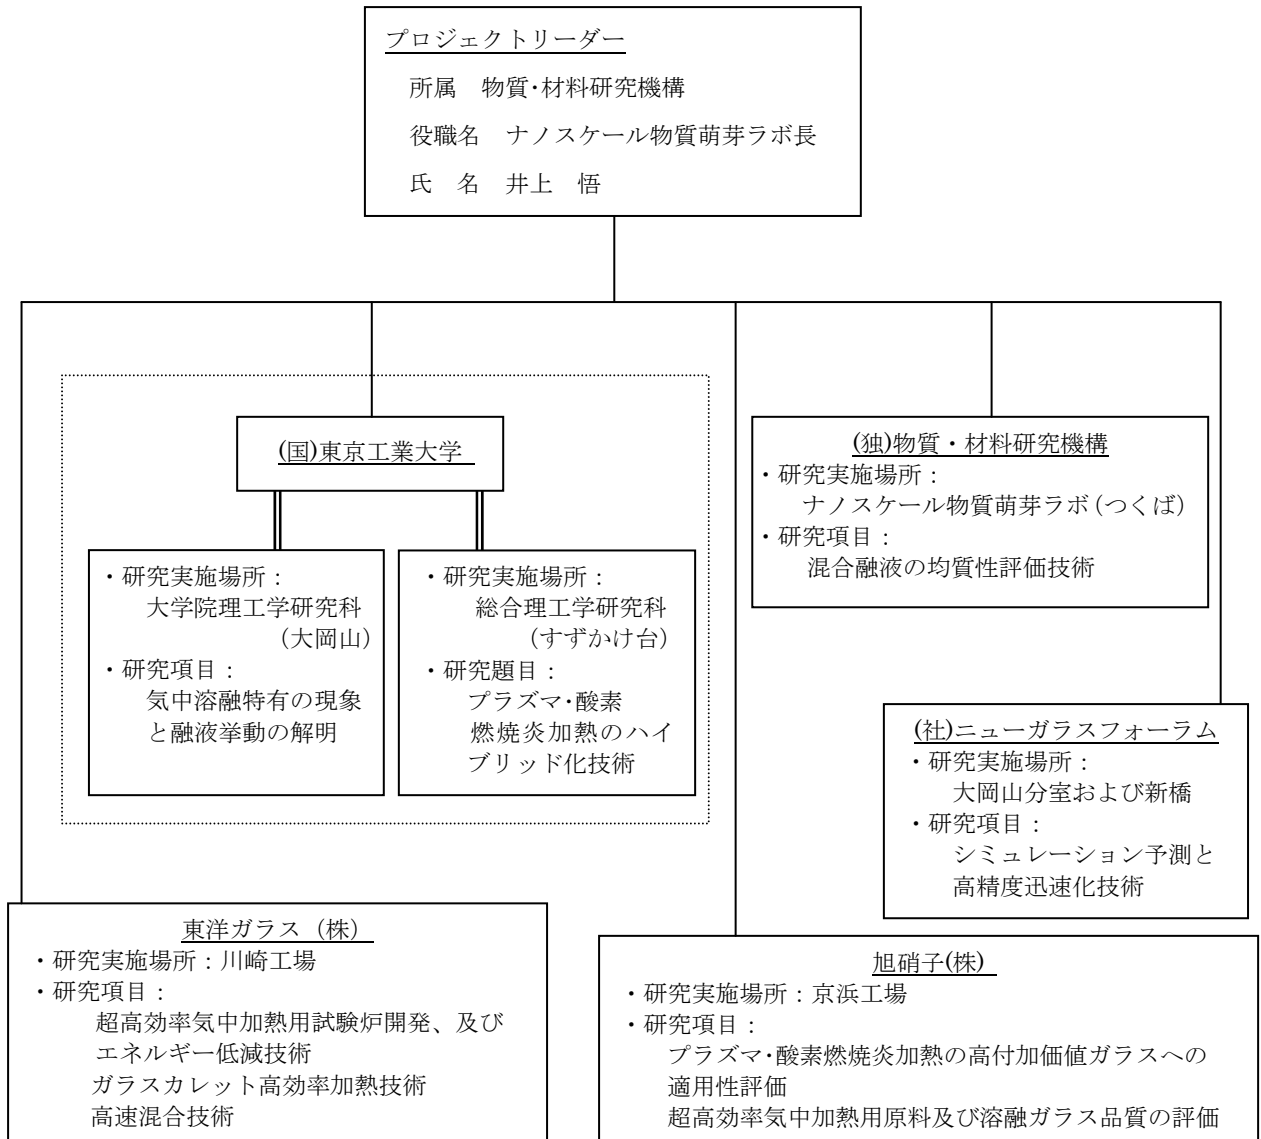 プロジェクトリーダー
所属　物質･材料研究機構
役職名　ナノスケール物質萌芽ラボ長
氏　名　井上　悟
(国)東京工業大学
・研究実施場所：
大学院理工学研究科
（大岡山）
・研究項目：
気中溶融特有の現象
と融液挙動の解明
・研究実施場所：
総合理工学研究科
（すずかけ台）
・研究題目：
プラズマ･酸素
燃焼炎加熱のハイ
ブリッド化技術
(独)物質・材料研究機構
・研究実施場所：
ナノスケール物質萌芽ラボ（つくば）
・研究項目：
混合融液の均質性評価技術
(社)ニューガラスフォーラム
・研究実施場所：
大岡山分室および新橋
・研究項目：
シミュレーション予測と
高精度迅速化技術
東洋ガラス（株）
・研究実施場所：川崎工場
・研究項目：
超高効率気中加熱用試験炉開発、及び
エネルギー低減技術
ガラスカレット高効率加熱技術
高速混合技術
旭硝子(株)
・研究実施場所：京浜工場
・研究項目：
プラズマ･酸素燃焼炎加熱の高付加価値ガラスへの
適用性評価
超高効率気中加熱用原料及び溶融ガラス品質の評価